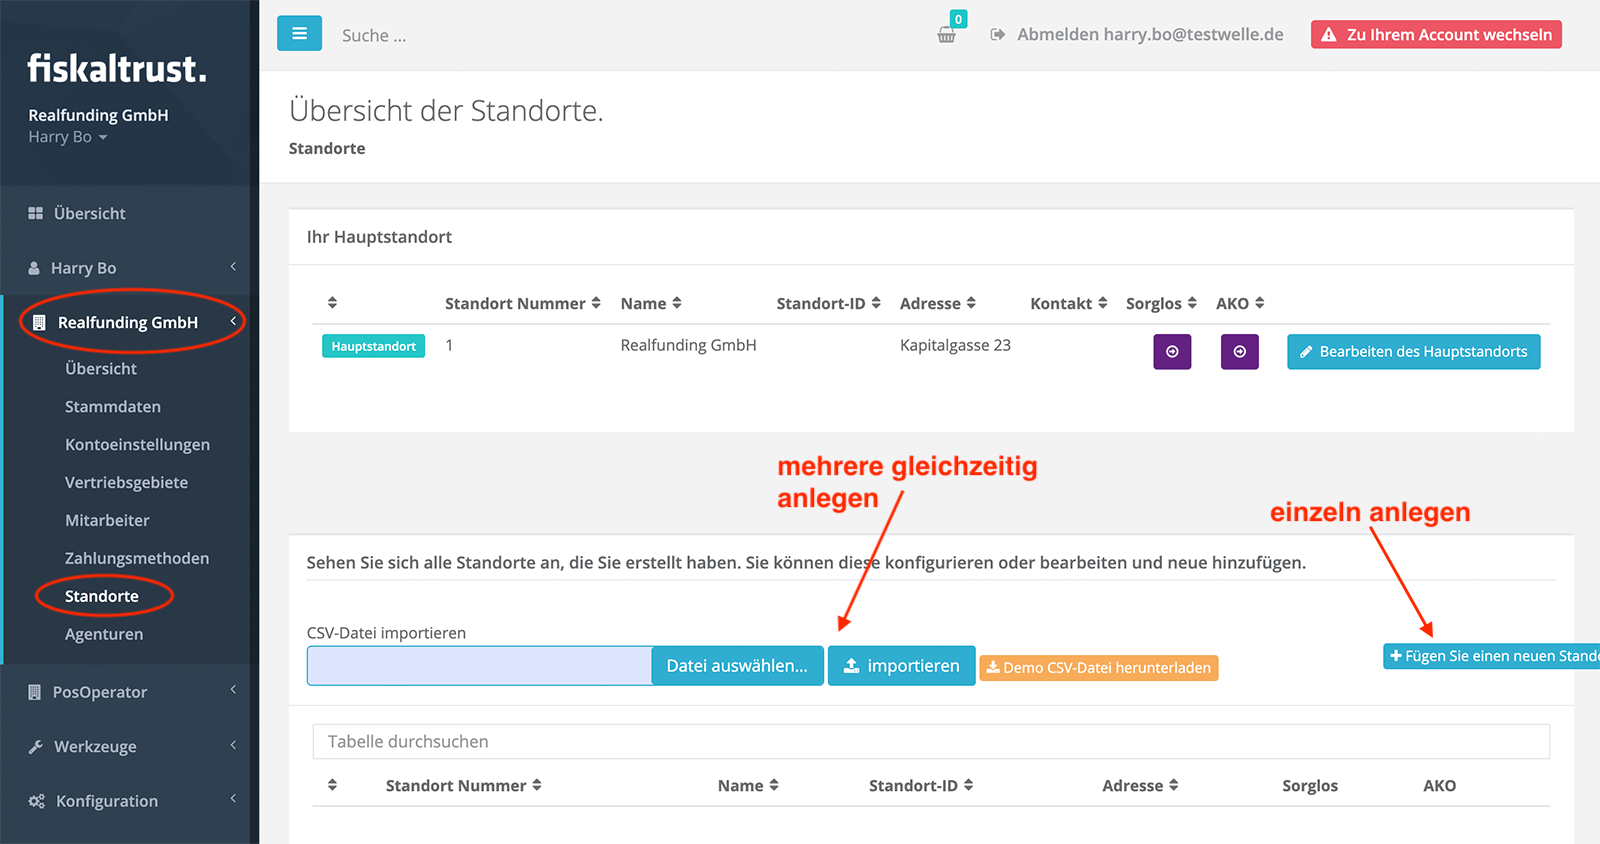 fiskaltrust.
Realfunding GmbH
Harry Bo
Übersicht
Harry Bo
Realfunding GmbH
Übersicht
Stammdaten
Kontoeinstellungen
Vertriebsgebiete
Mitarbeiter
Zahlungsmethoden
Standorte
Agenturen
PosOperator
Werkzeuge
Konfiguration
Suche ...
0
Abmelden harry.bo@testwelle.de
Zu Ihrem Account wechseln
Übersicht der Standorte.
Standorte
Ihr Hauptstandort
Standort Nummer Name Standort-ID Adresse Kontakt Sorglos AKO
Hauptstandort 1 Realfunding GmbH Kapitalgasse 23 Bearbeiten des Hauptstandorts
mehrere gleichzeitig
anlegen
einzeln anlegen
Sehen Sie sich alle Standorte an, die Sie erstellt haben. Sie können diese konfigurieren oder bearbeiten und neue hinzufügen.
CSV-Datei importieren
Datei auswählen... importieren Demo CSV-Datei herunterladen
Fügen Sie einen neuen Stando
Tabelle durchsuchen
Standort Nummer Name Standort-ID Adresse Sorglos AKO